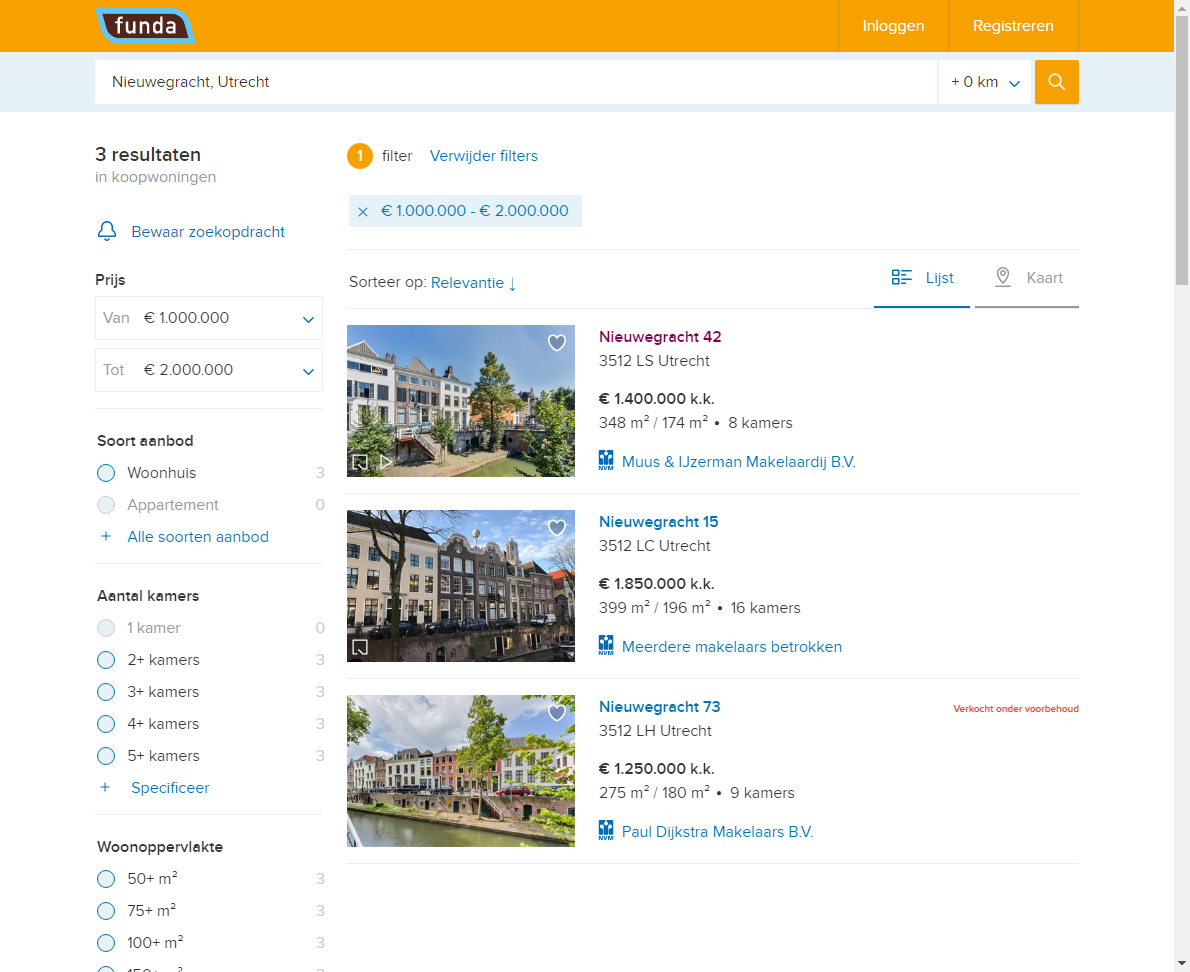 funda
Inloggen
Registreren
Nieuwegracht, Utrecht
+ 0 km
3 resultaten
in koopwoningen
1 filter Verwijder filters
€ 1.000.000 - € 2.000.000
Bewaar zoekopdracht
Sorteer op: Relevantie ↓
Lijst
Kaart
Prijs
Van € 1.000.000
Tot € 2.000.000
Soort aanbod
Woonhuis 3
Appartement 0
+ Alle soorten aanbod
Aantal kamers
1 kamer 0
2+ kamers 3
3+ kamers 3
4+ kamers 3
5+ kamers 3
+ Specificeer
Woonoppervlakte
50+ m² 3
75+ m² 3
100+ m² 3
Nieuwegracht 42
3512 LS Utrecht
€ 1.400.000 k.k.
348 m² / 174 m² • 8 kamers
NVM Muus & IJzerman Makelaardij B.V.
Nieuwegracht 15
3512 LC Utrecht
€ 1.850.000 k.k.
399 m² / 196 m² • 16 kamers
NVM Meerdere makelaars betrokken
Nieuwegracht 73
Verkocht onder voorbehoud
3512 LH Utrecht
€ 1.250.000 k.k.
275 m² / 180 m² • 9 kamers
NVM Paul Dijkstra Makelaars B.V.